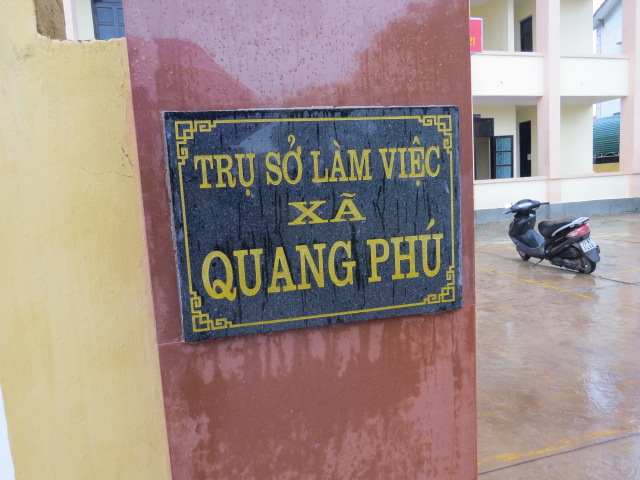 TRỤ SỞ LÀM VIỆC
XÃ
QUANG PHÚ